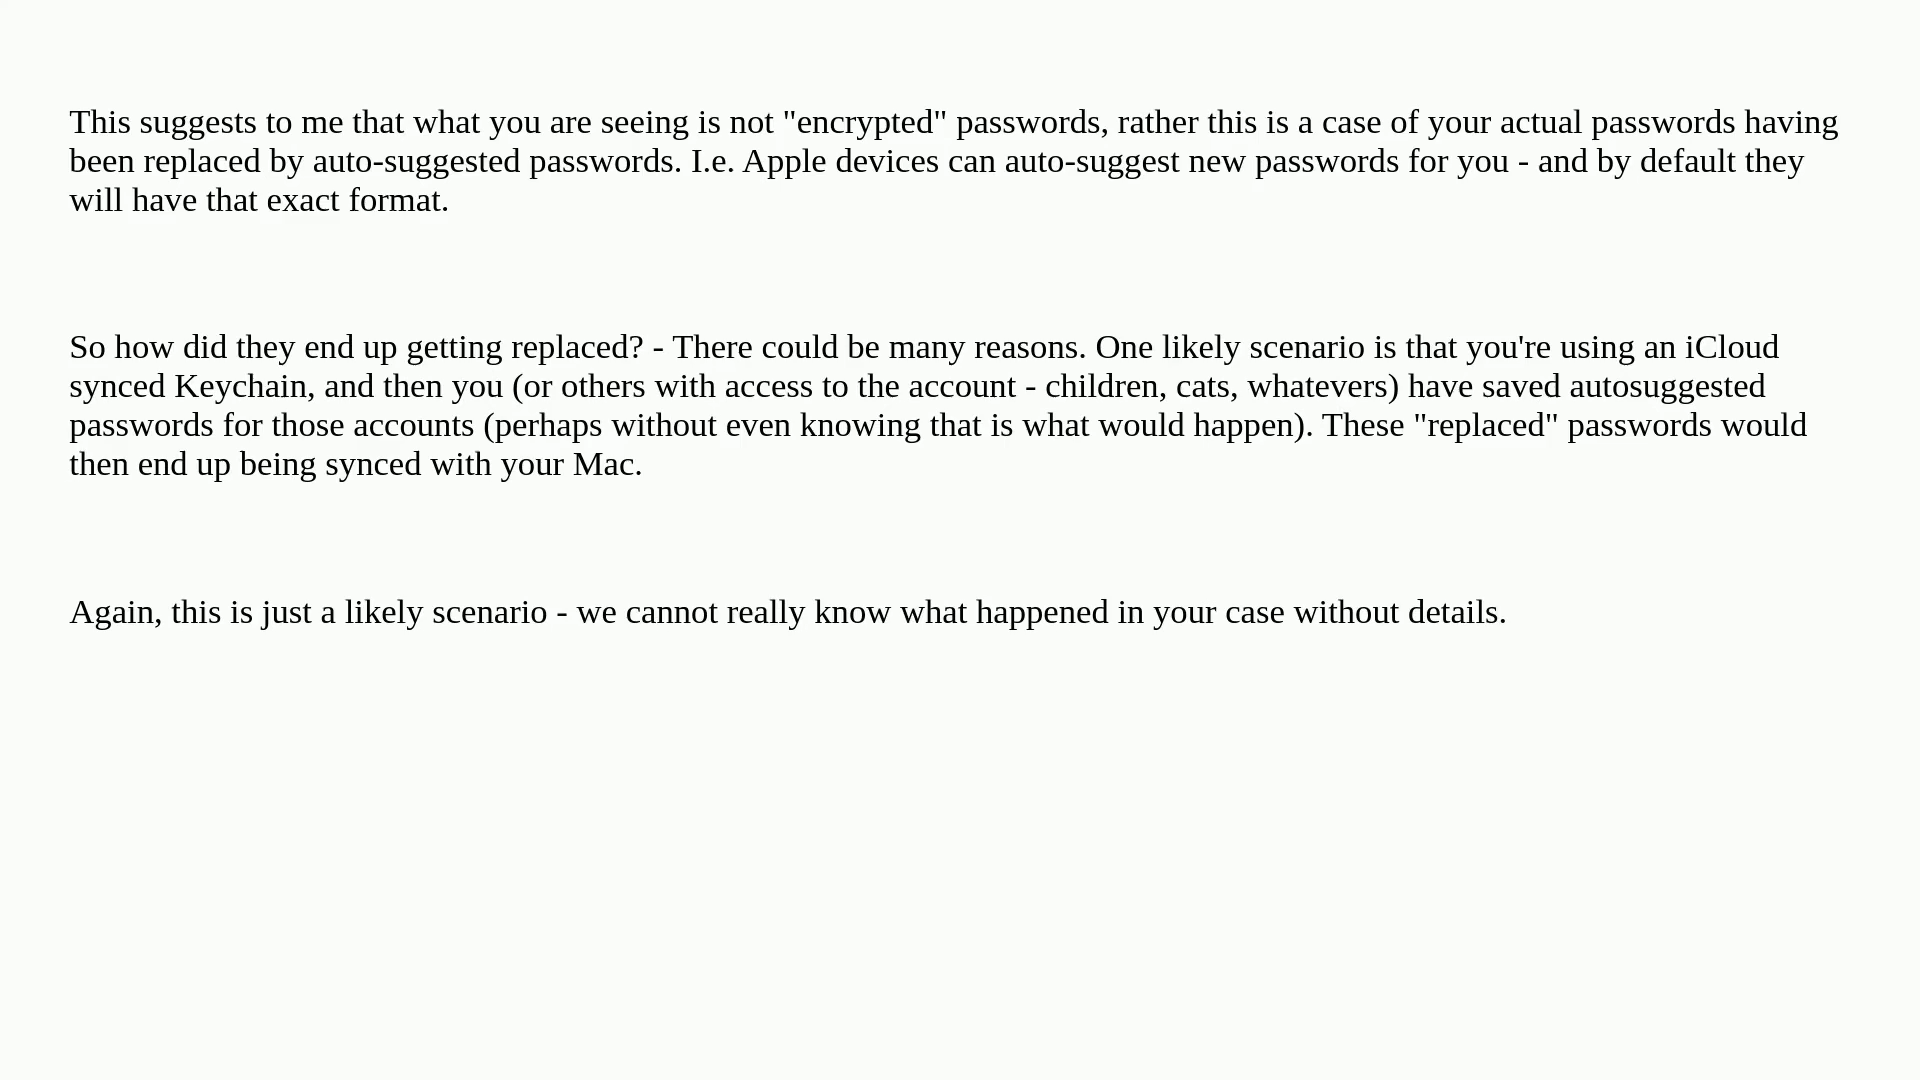 This suggests to me that what you are seeing is not "encrypted" passwords, rather this is a case of your actual passwords having
been replaced by auto-suggested passwords. I.e. Apple devices can auto-suggest new passwords for you - and by default they
will have that exact format.
So how did they end up getting replaced? - There could be many reasons. One likely scenario is that you're using an iCloud
synced Keychain, and then you (or others with access to the account - children, cats, whatevers) have saved autosuggested
passwords for those accounts (perhaps without even knowing that is what would happen). These "replaced" passwords would
then end up being synced with your Mac.
Again, this is just a likely scenario - we cannot really know what happened in your case without details.